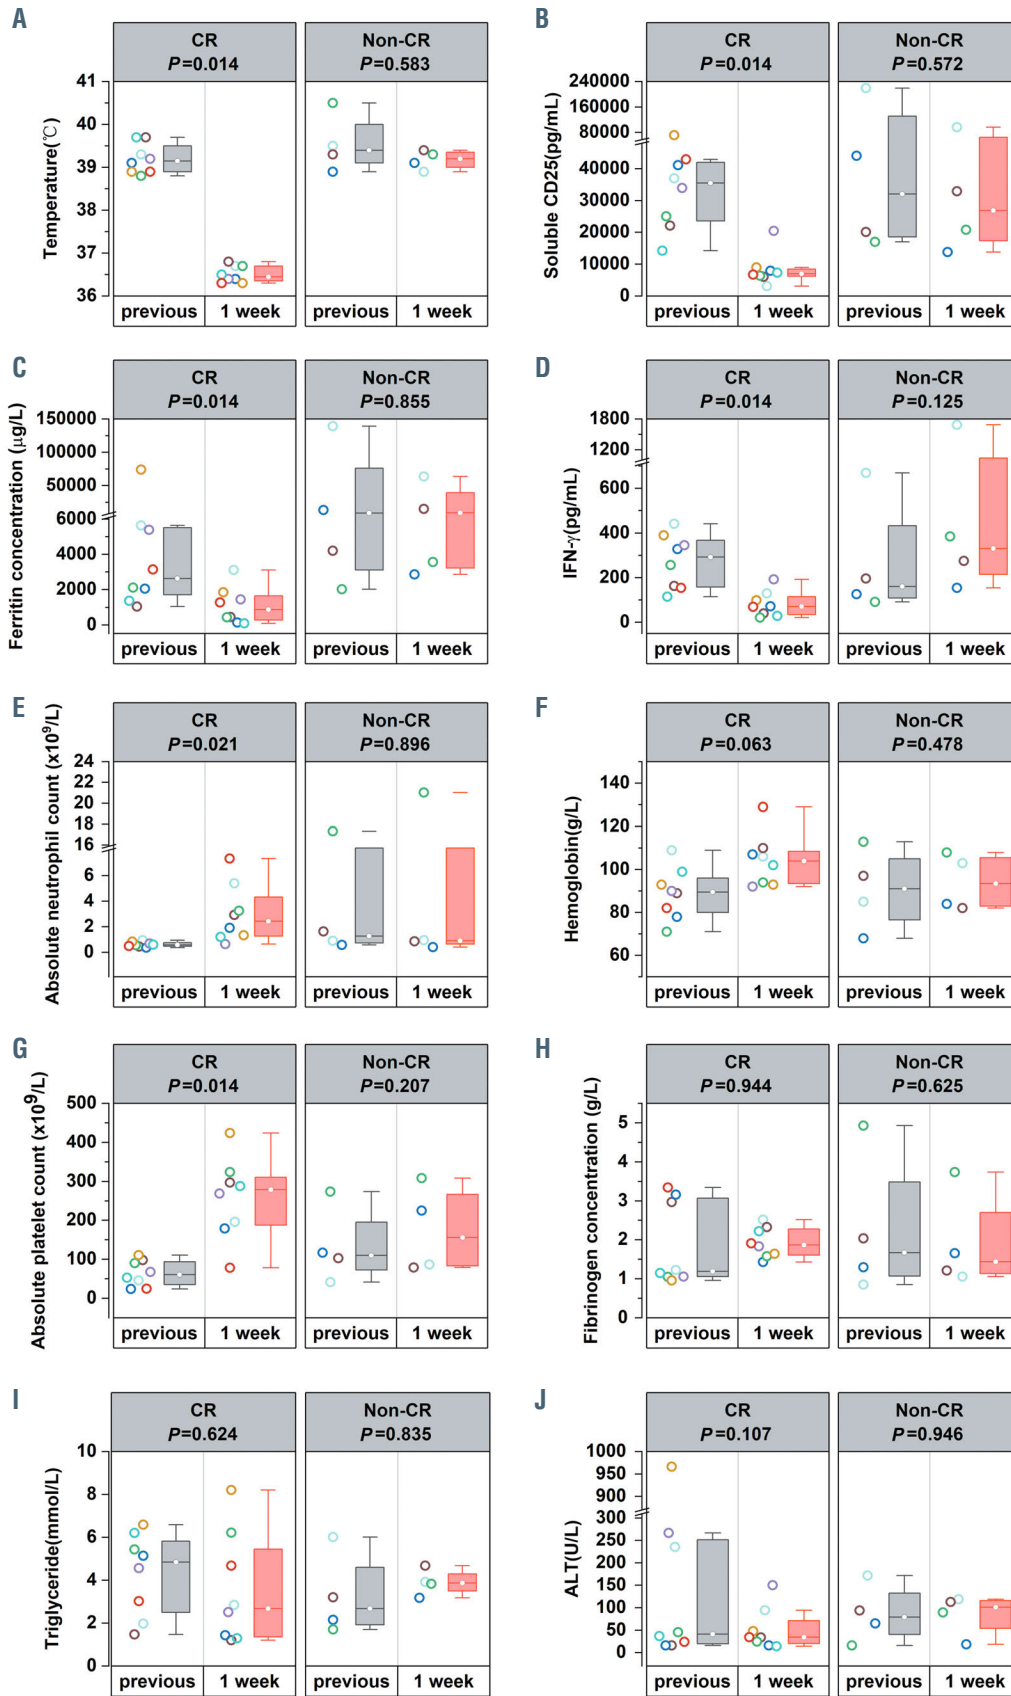 A
CR
P=0.014
Non-CR
P=0.583
Temperature(℃)
41
40
39
38
37
36
previous
1 week
previous
1 week
B
CR
P=0.014
Non-CR
P=0.572
Soluble CD25(pg/mL)
240000
160000
80000
40000
30000
20000
10000
0
previous
1 week
previous
1 week
C
CR
P=0.014
Non-CR
P=0.855
Ferritin concentration (μg/L)
150000
100000
50000
6000
4000
2000
0
previous
1 week
previous
1 week
D
CR
P=0.014
Non-CR
P=0.125
IFN-γ(pg/mL)
1800
1200
600
400
200
0
previous
1 week
previous
1 week
E
CR
P=0.021
Non-CR
P=0.896
Absolute neutrophil count (x10⁹/L)
24
22
20
18
16
6
4
2
0
previous
1 week
previous
1 week
F
CR
P=0.063
Non-CR
P=0.478
Hemoglobin(g/L)
140
120
100
80
60
previous
1 week
previous
1 week
G
CR
P=0.014
Non-CR
P=0.207
Absolute platelet count (x10⁹/L)
500
400
300
200
100
0
previous
1 week
previous
1 week
H
CR
P=0.944
Non-CR
P=0.625
Fibrinogen concentration (g/L)
5
4
3
2
1
0
previous
1 week
previous
1 week
I
CR
P=0.624
Non-CR
P=0.835
Triglyceride(mmol/L)
10
8
6
4
2
0
previous
1 week
previous
1 week
J
CR
P=0.107
Non-CR
P=0.946
ALT(U/L)
1000
950
900
300
250
200
150
100
50
0
previous
1 week
previous
1 week